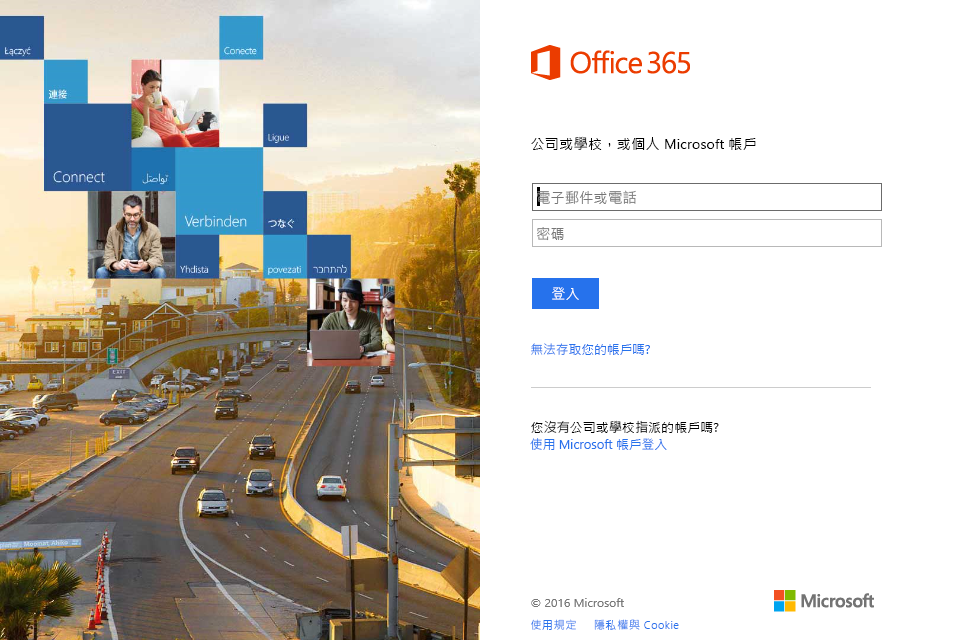 Łączyć
Conecte
連接
Ligue
Connect
تواصَل
Verbinden
つなぐ
Yhdista
povezati
להתחבר
EXIT
Office 365
公司或學校，或個人 Microsoft 帳戶
電子郵件或電話
密碼
登入
無法存取您的帳戶嗎?
您沒有公司或學校指派的帳戶嗎?
使用 Microsoft 帳戶登入
© 2016 Microsoft
Microsoft
使用規定
隱私權與 Cookie